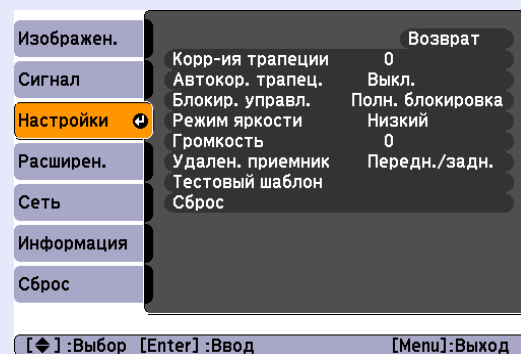 Изображен.
Сигнал
Настройки
Расширен.
Сеть
Информация
Сброс
Возврат
Корр-ия трапеции 0
Автокор. трапец. Выкл.
Блокир. управл. Полн. блокировка
Режим яркости Низкий
Громкость 0
Удален. приемник Передн./задн.
Тестовый шаблон
Сброс
[◆] :Выбор [Enter] :Ввод [Menu]:Выход